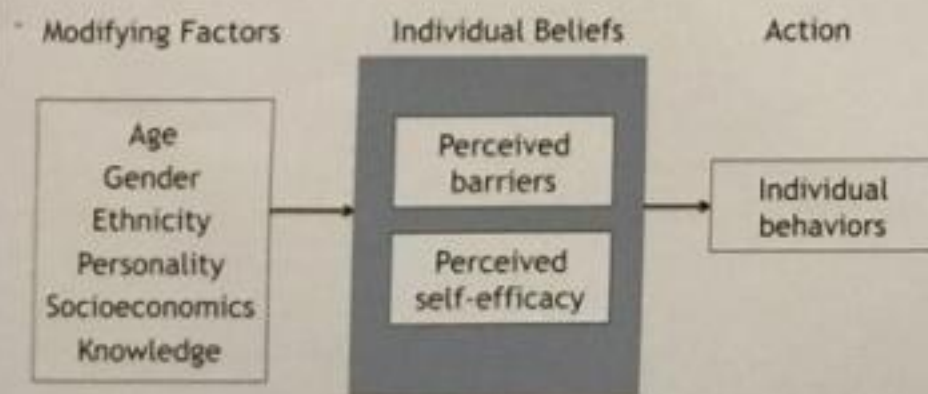 Modifying Factors
Individual Beliefs
Action
Age
Gender
Ethnicity
Personality
Socioeconomics
Knowledge
Perceived
barriers
Perceived
self-efficacy
Individual
behaviors